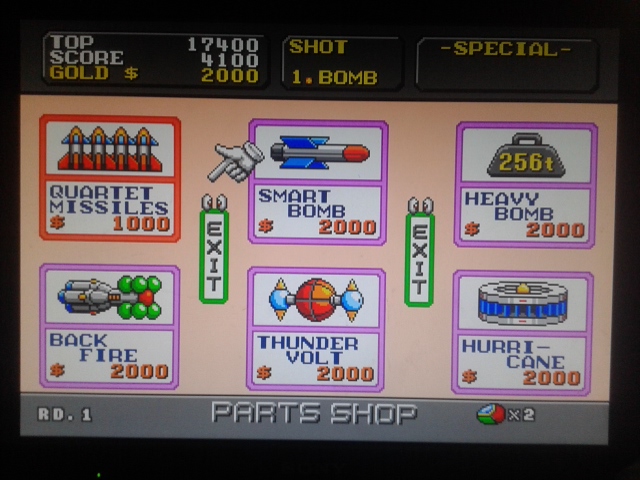 TOP 17400
SCORE 4100
GOLD $ 2000
SHOT
1. BOMB
-SPECIAL-
QUARTET
MISSILES
$ 1000
SMART
BOMB
$ 2000
256t
HEAVY
BOMB
$ 2000
EXIT
EXIT
BACK
FIRE
$ 2000
THUNDER
VOLT
$ 2000
HURRI-
CANE
$ 2000
RD. 1
PARTS SHOP
×2